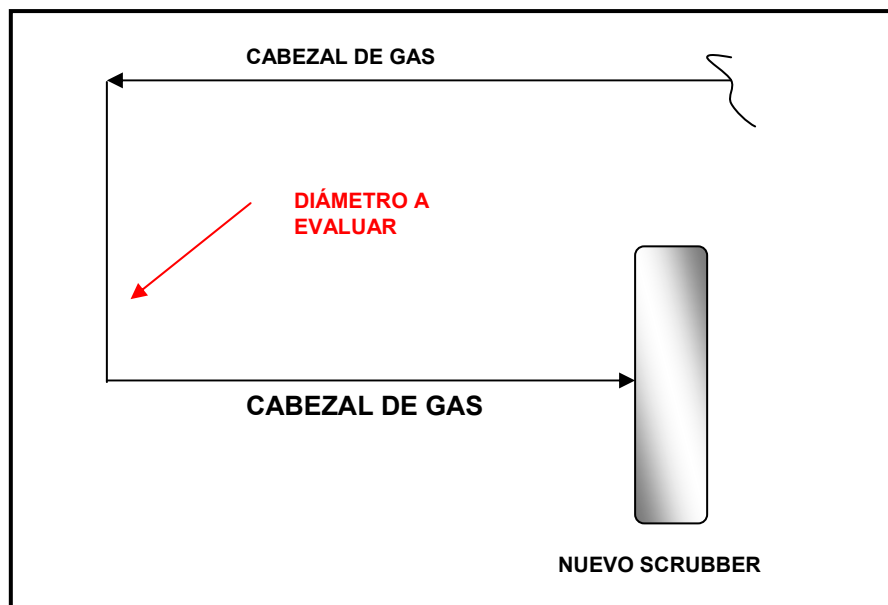 CABEZAL DE GAS
DIÁMETRO A
EVALUAR
CABEZAL DE GAS
NUEVO SCRUBBER